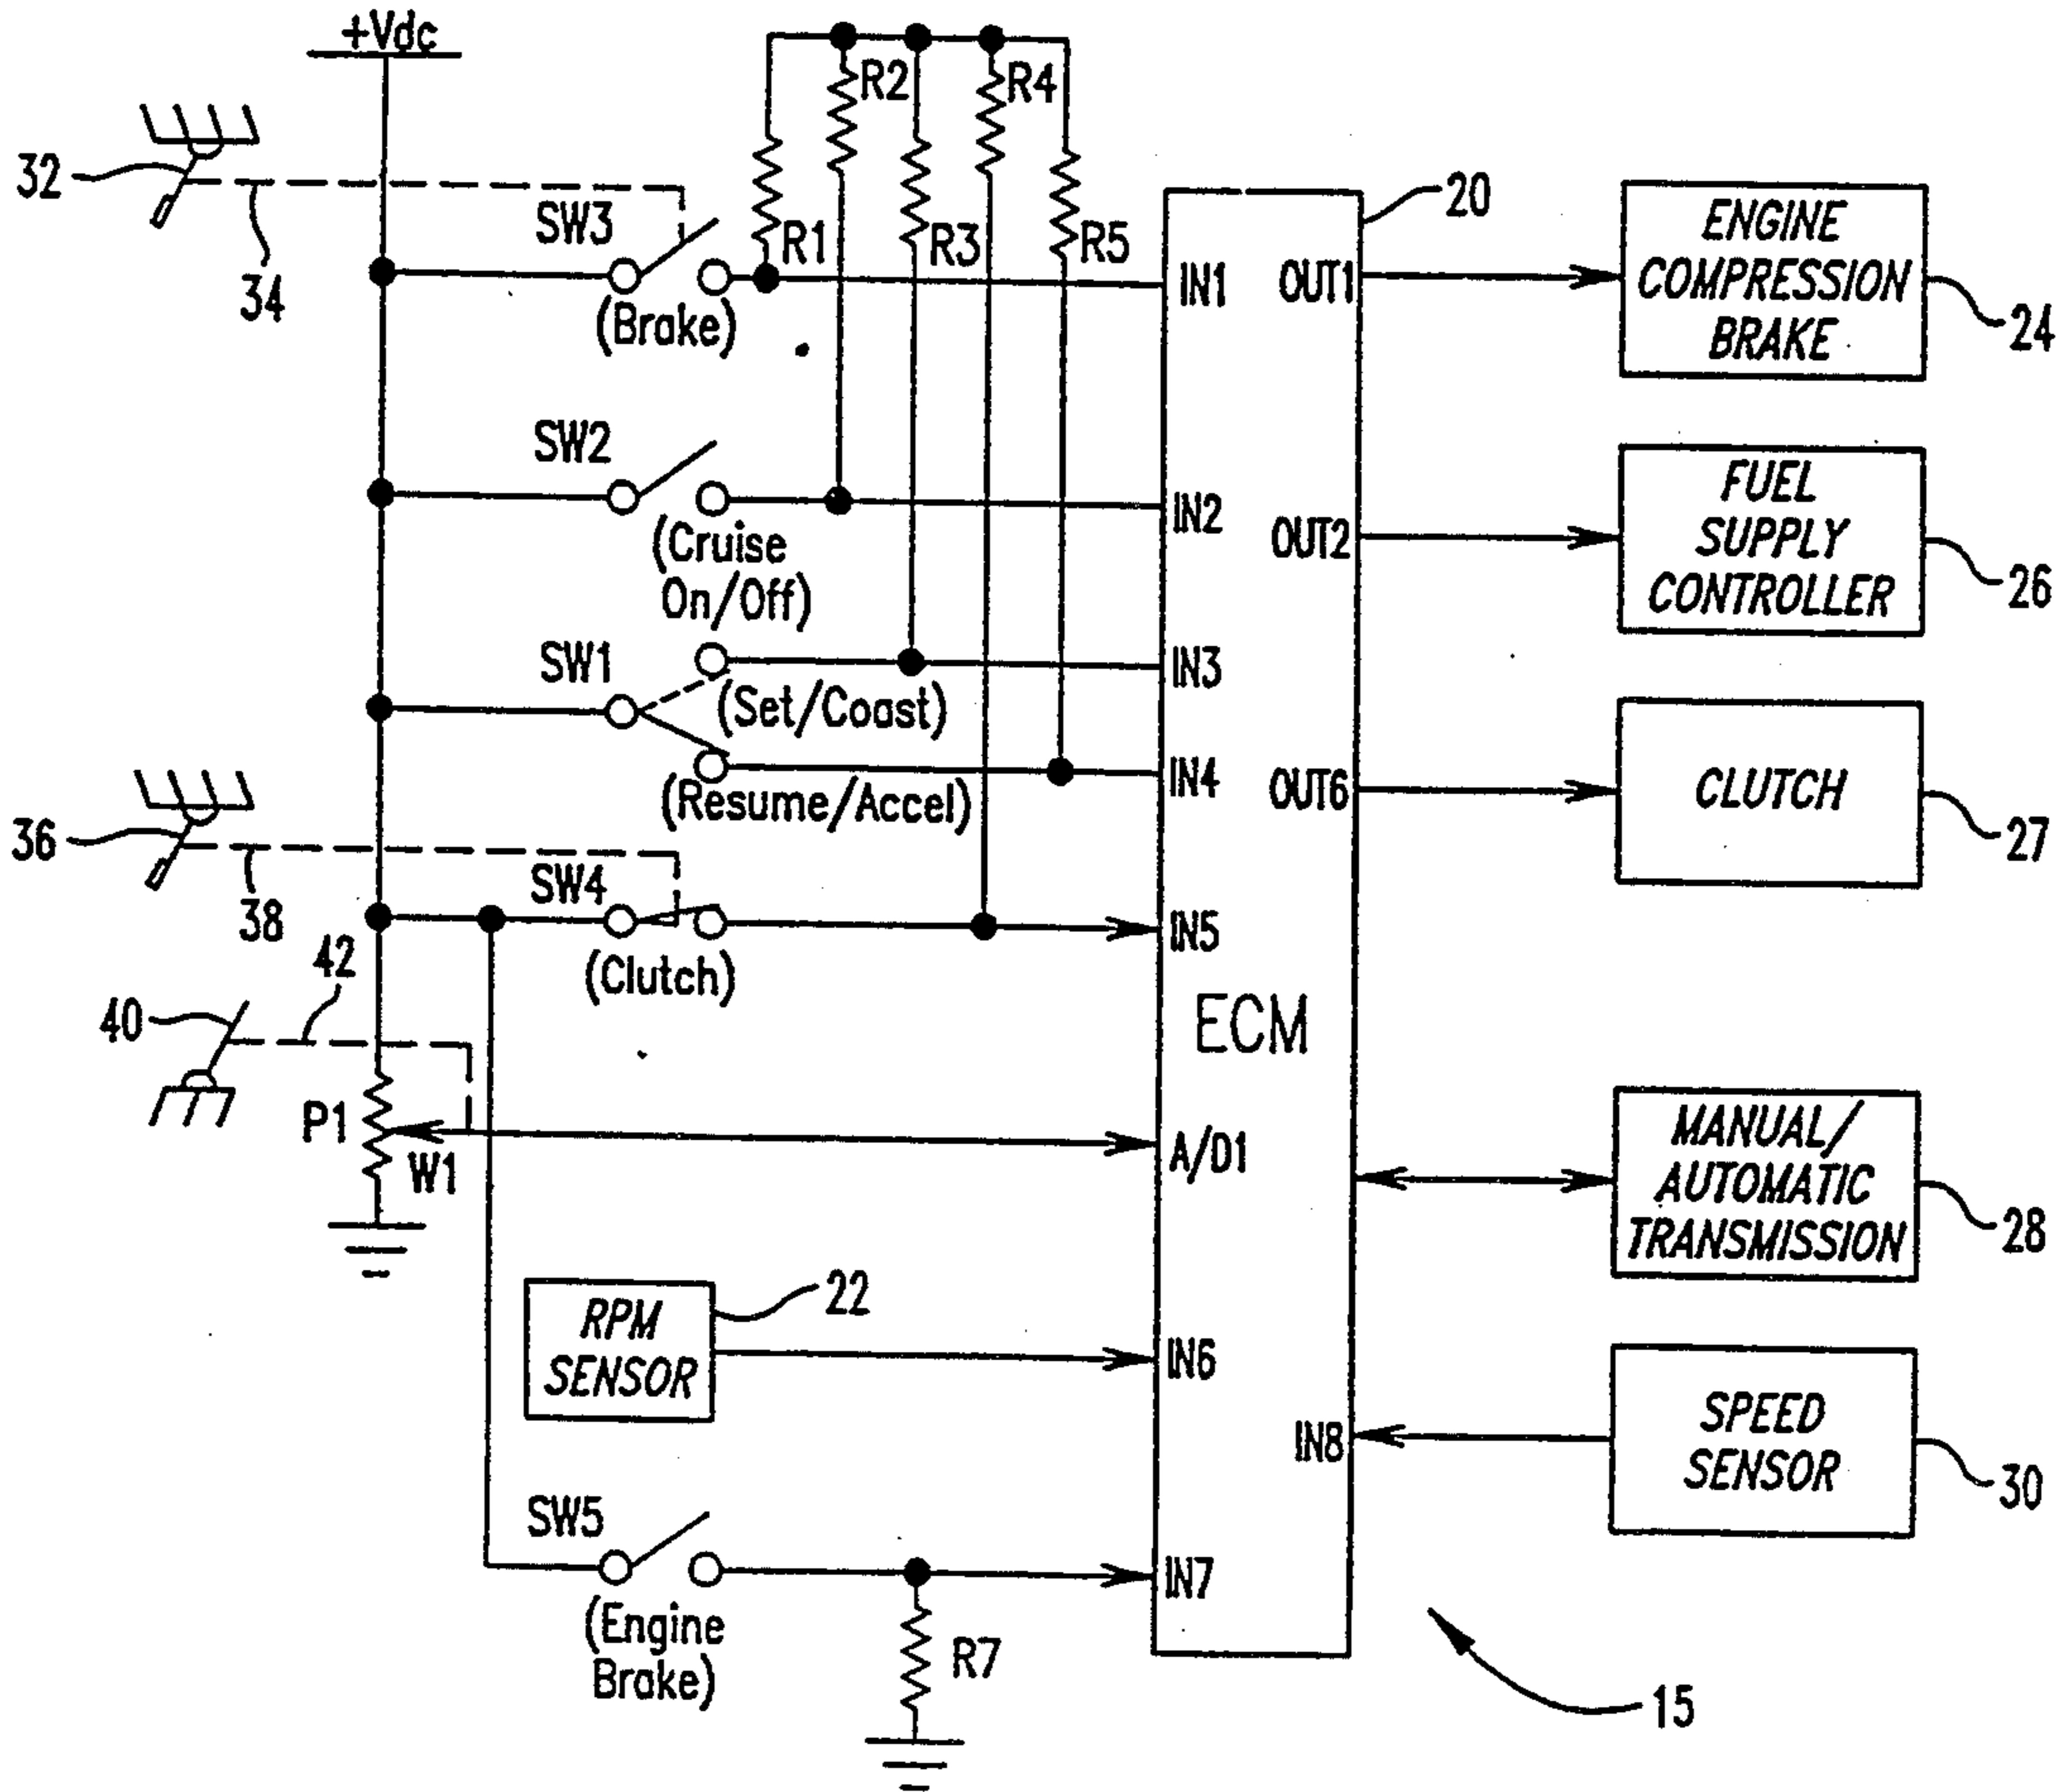 +Vdc
R2
R4
32
SW3
R1
R3
R5
20
ENGINE
COMPRESSION
BRAKE
34
(Brake)
IN1
OUT1
24
SW2
IN2
(Cruise
On/Off)
OUT2
FUEL
SUPPLY
CONTROLLER
26
SW1
IN3
(Set/Coast)
IN4
(Resume/Accel)
OUT6
CLUTCH
27
36
38
SW4
IN5
(Clutch)
42
40
ECM
P1
W1
A/D1
MANUAL/
AUTOMATIC
TRANSMISSION
28
RPM
SENSOR
22
IN6
IN8
SPEED
SENSOR
30
SW5
IN7
(Engine
Brake)
R7
15